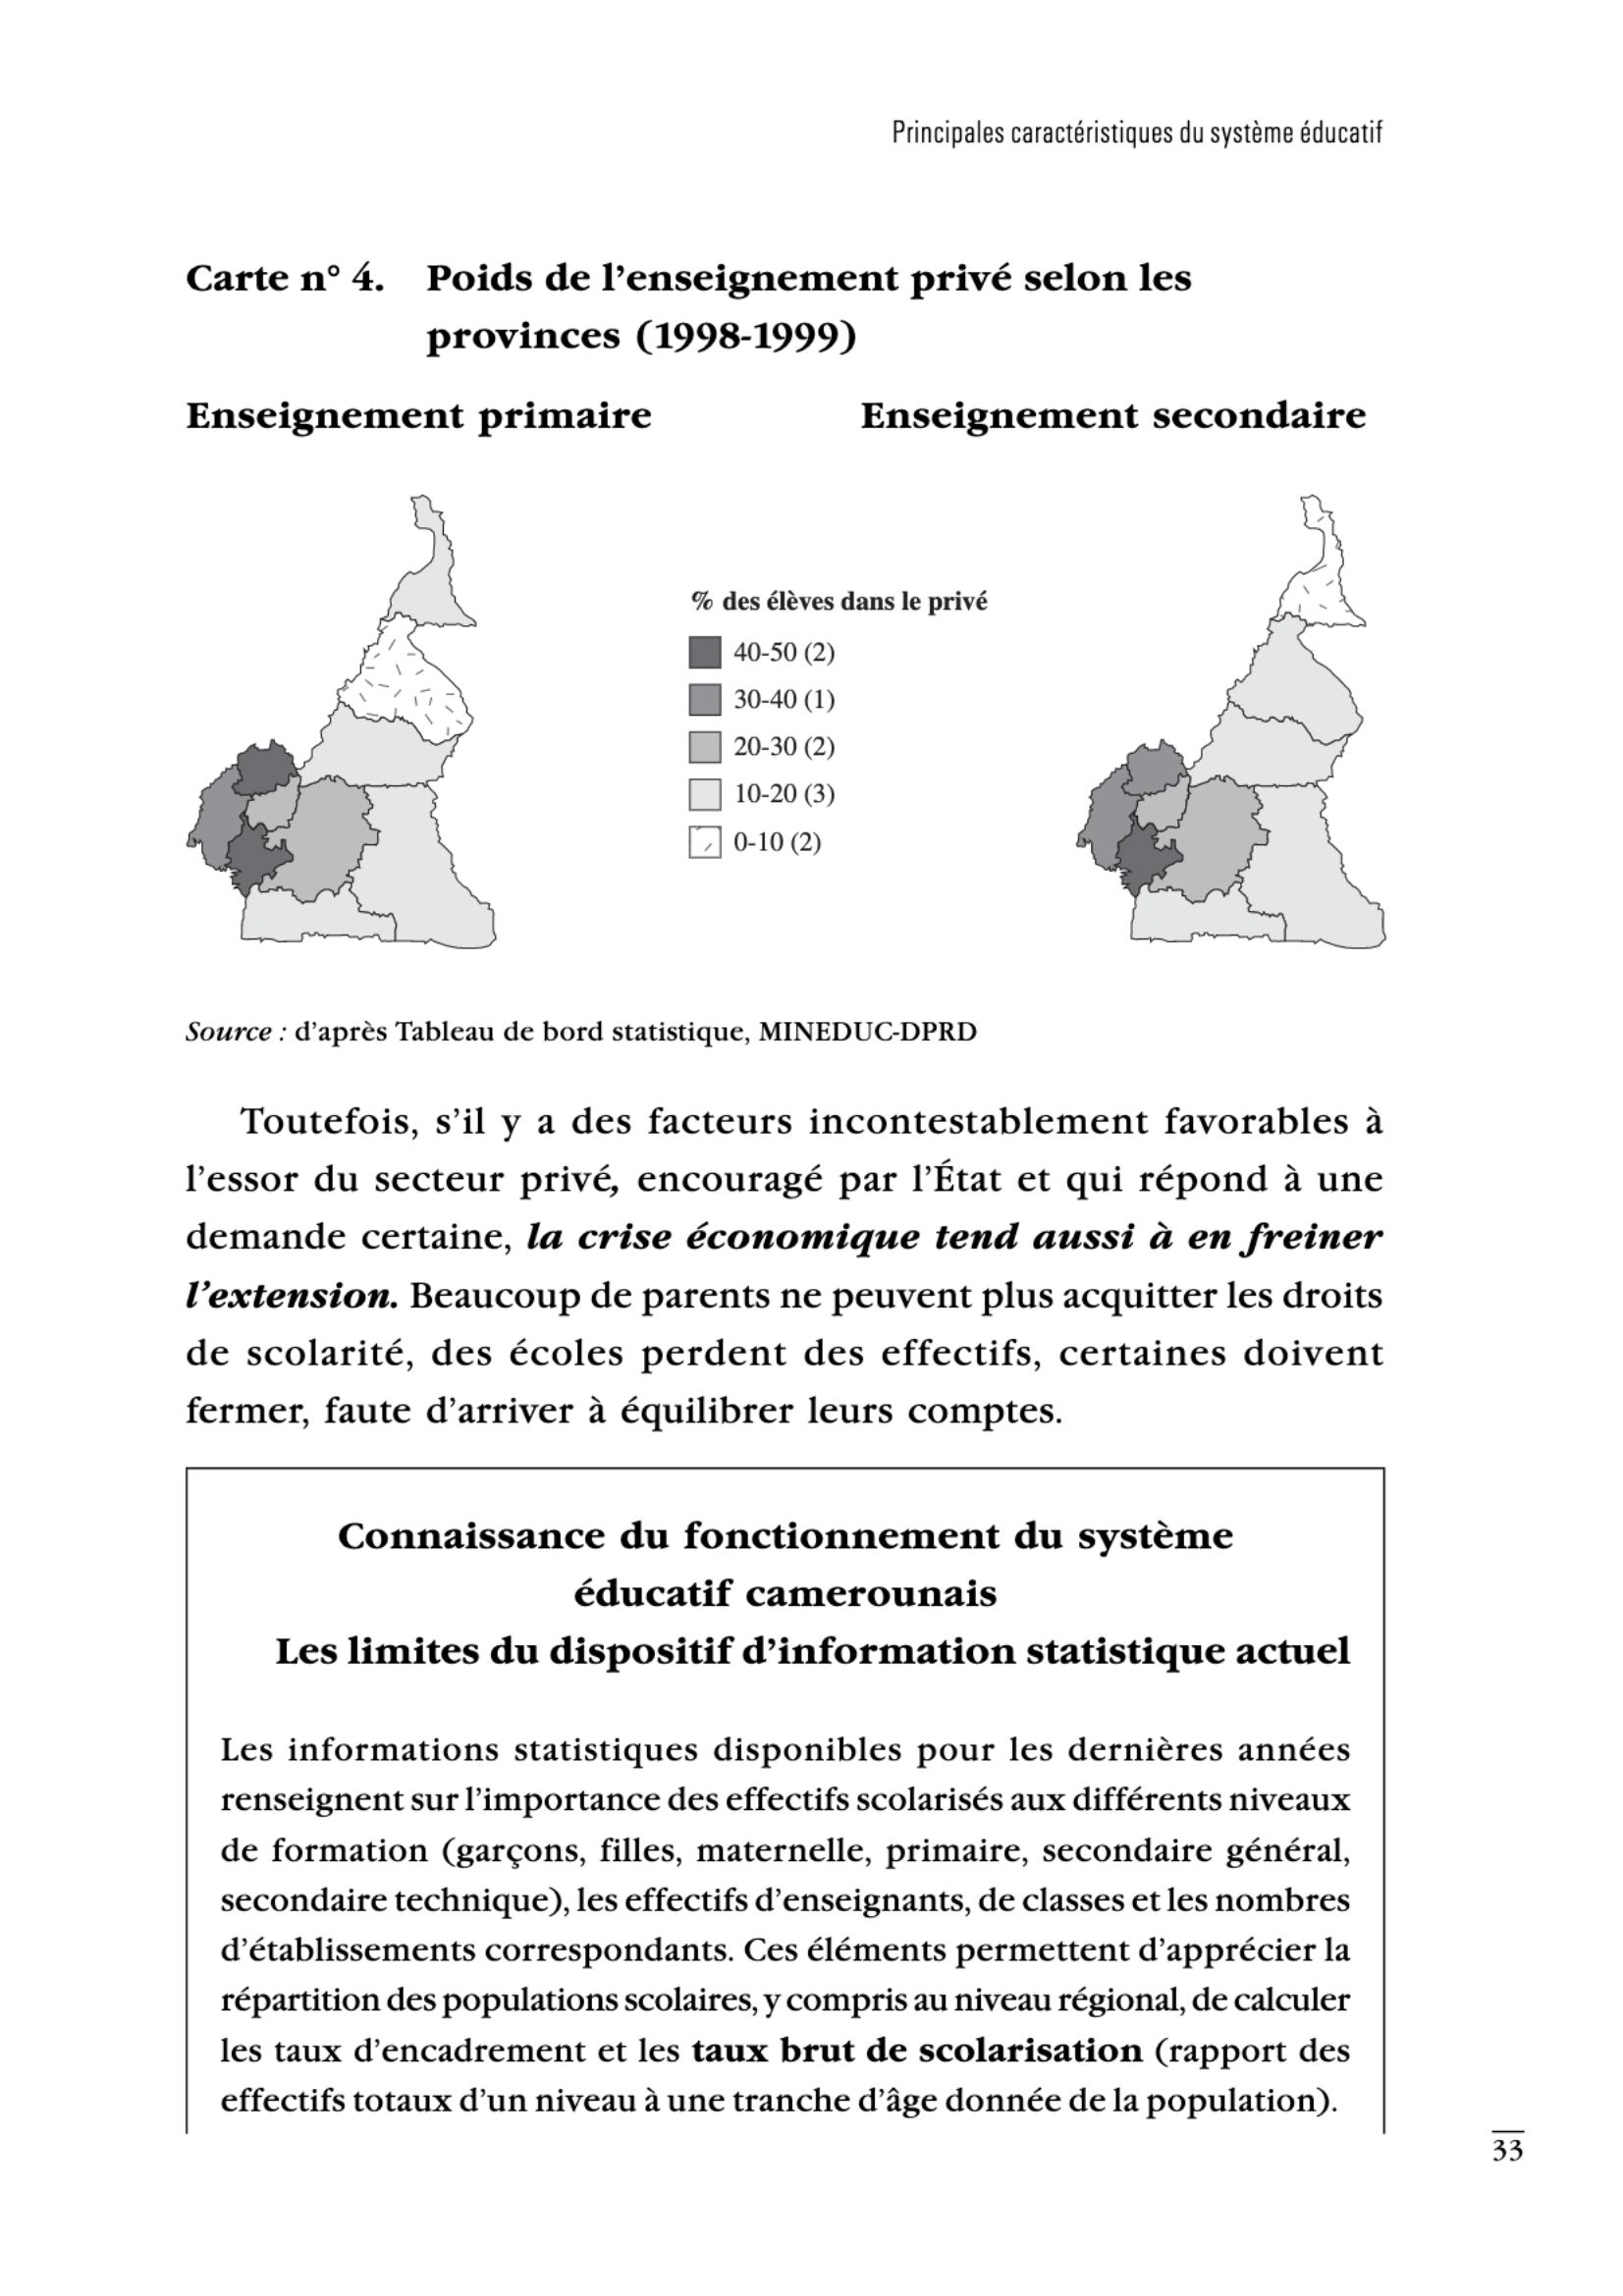 Principales caractéristiques du système éducatif
Carte n° 4. Poids de l'enseignement privé selon les
provinces (1998-1999)
Enseignement primaire
Enseignement secondaire
% des élèves dans le privé
40-50 (2)
30-40 (1)
20-30 (2)
10-20 (3)
0-10 (2)
Source : d'après Tableau de bord statistique, MINEDUC-DPRD
Toutefois, s'il y a des facteurs incontestablement favorables à
l'essor du secteur privé, encouragé par l'État et qui répond à une
demande certaine, la crise économique tend aussi à en freiner
l'extension. Beaucoup de parents ne peuvent plus acquitter les droits
de scolarité, des écoles perdent des effectifs, certaines doivent
fermer, faute d'arriver à équilibrer leurs comptes.
Connaissance du fonctionnement du système
éducatif camerounais
Les limites du dispositif d'information statistique actuel
Les informations statistiques disponibles pour les dernières années
renseignent sur l'importance des effectifs scolarisés aux différents niveaux
de formation (garçons, filles, maternelle, primaire, secondaire général,
secondaire technique), les effectifs d'enseignants, de classes et les nombres
d'établissements correspondants. Ces éléments permettent d'apprécier la
répartition des populations scolaires, y compris au niveau régional, de calculer
les taux d'encadrement et les taux brut de scolarisation (rapport des
effectifs totaux d'un niveau à une tranche d'âge donnée de la population).
33